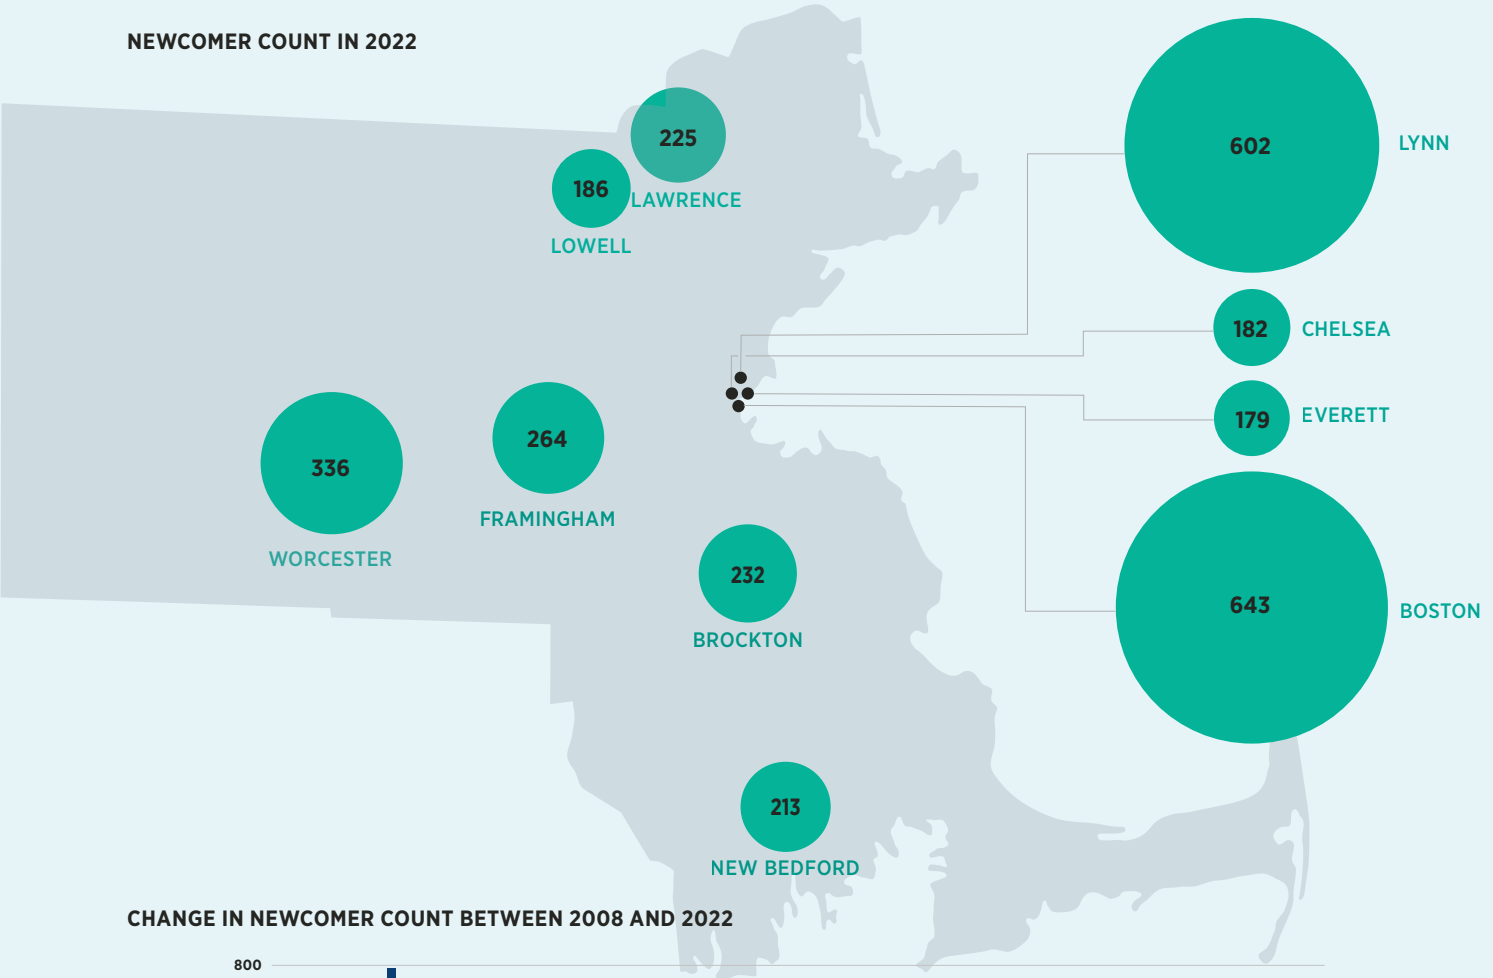 NEWCOMER COUNT IN 2022
225
LAWRENCE
186
LOWELL
602
LYNN
182
CHELSEA
179
EVERETT
643
BOSTON
336
WORCESTER
264
FRAMINGHAM
232
BROCKTON
213
NEW BEDFORD
CHANGE IN NEWCOMER COUNT BETWEEN 2008 AND 2022
800